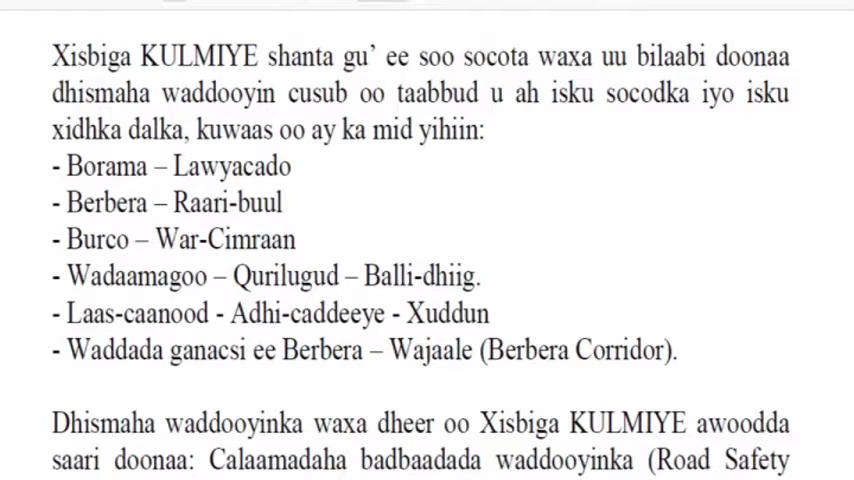 Xisbiga KULMIYE shanta gu’ ee soo socota waxa uu bilaabi doonaa
dhismaha waddooyin cusub oo taabbud u ah isku socodka iyo isku
xidhka dalka, kuwaas oo ay ka mid yihiin:
- Borama – Lawyacado
- Berbera – Raari-buul
- Burco – War-Cimraan
- Wadaamagoo – Qurilugud – Balli-dhiig.
- Laas-caanood - Adhi-caddeeye - Xuddun
- Waddada ganacsi ee Berbera – Wajaale (Berbera Corridor).
Dhismaha waddooyinka waxa dheer oo Xisbiga KULMIYE awoodda
saari doonaa: Calaamadaha badbaadada waddooyinka (Road Safety